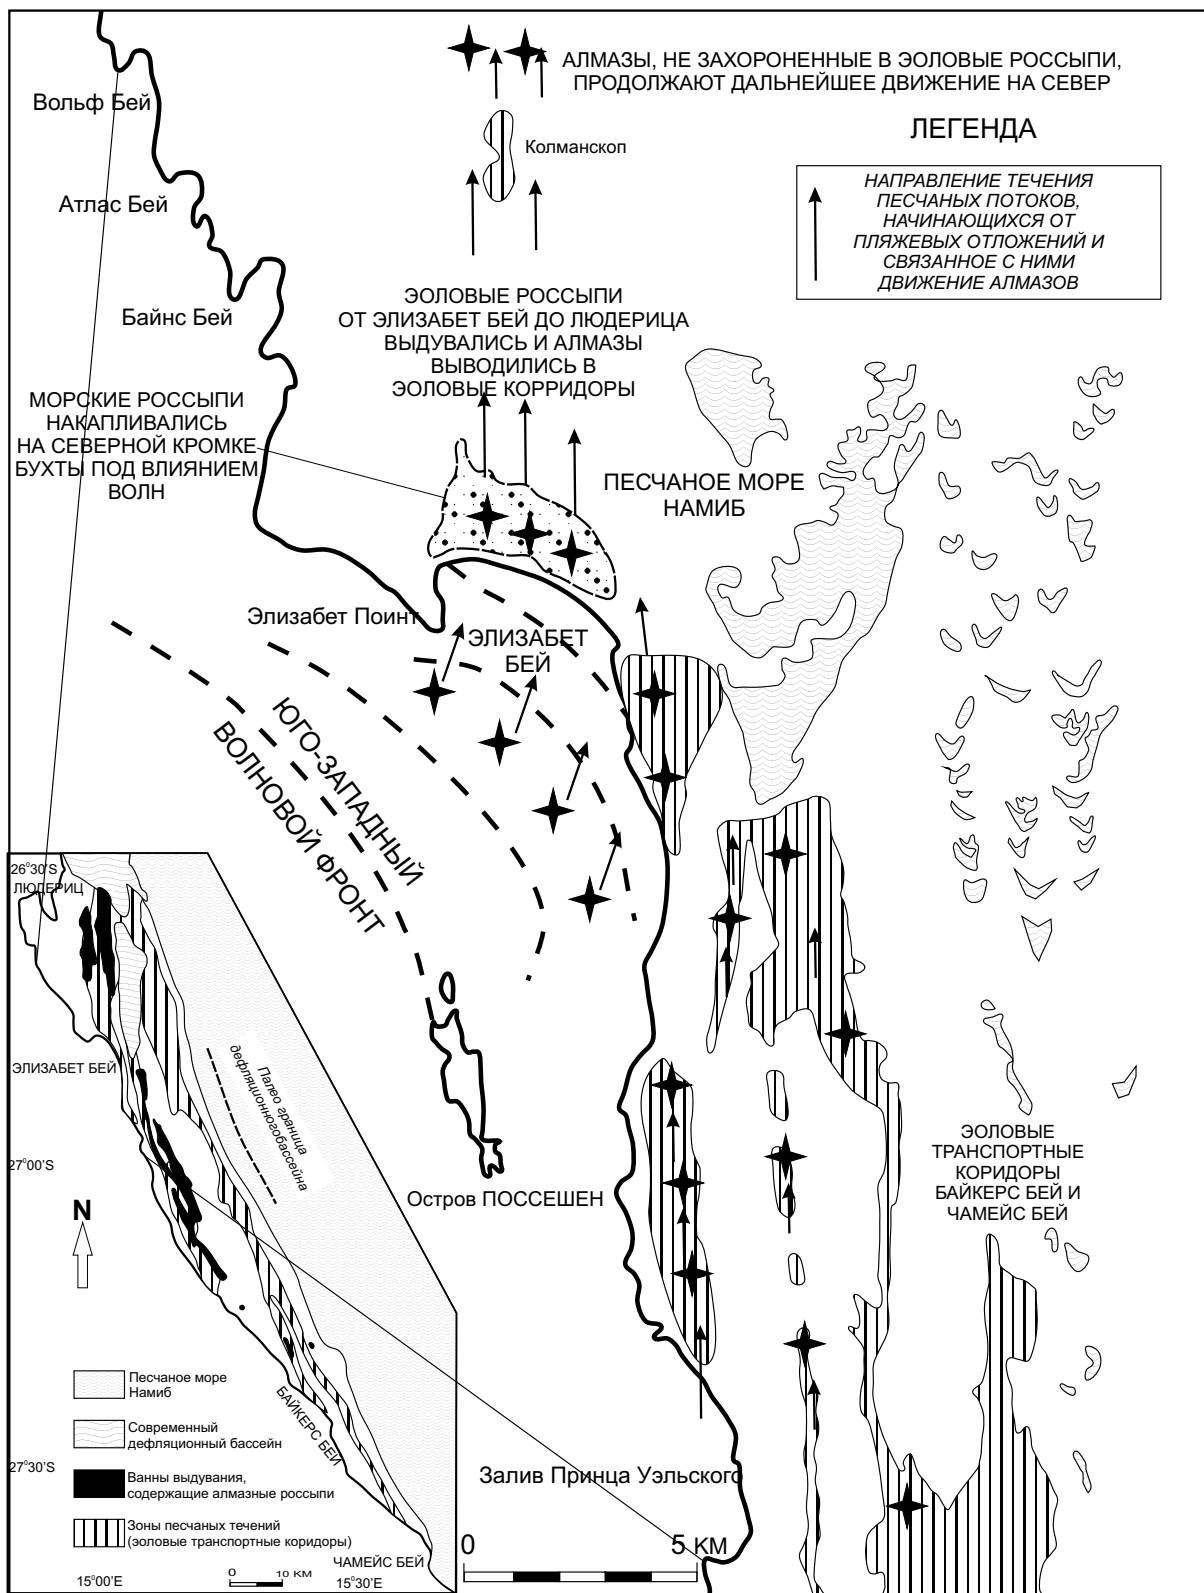 АЛМАЗЫ, НЕ ЗАХОРОНЕННЫЕ В ЭОЛОВЫЕ РОССЫПИ,
ПРОДОЛЖАЮТ ДАЛЬНЕЙШЕЕ ДВИЖЕНИЕ НА СЕВЕР
Вольф Бей
ЛЕГЕНДА
Колманскоп
НАПРАВЛЕНИЕ ТЕЧЕНИЯ
ПЕСЧАНЫХ ПОТОКОВ,
НАЧИНАЮЩИХСЯ ОТ
ПЛЯЖЕВЫХ ОТЛОЖЕНИЙ И
СВЯЗАННОЕ С НИМИ
ДВИЖЕНИЕ АЛМАЗОВ
Атлас Бей
Байнс Бей
ЭОЛОВЫЕ РОССЫПИ
ОТ ЭЛИЗАБЕТ БЕЙ ДО ЛЮДЕРИЦА
ВЫДУВАЛИСЬ И АЛМАЗЫ
ВЫВОДИЛИСЬ В
ЭОЛОВЫЕ КОРРИДОРЫ
МОРСКИЕ РОССЫПИ
НАКАПЛИВАЛИСЬ
НА СЕВЕРНОЙ КРОМКЕ
БУХТЫ ПОД ВЛИЯНИЕМ
ВОЛН
ПЕСЧАНОЕ МОРЕ
НАМИБ
Элизабет Поинт
ЭЛИЗАБЕТ
БЕЙ
ЮГО-ЗАПАДНЫЙ
ВОЛНОВОЙ ФРОНТ
26°30'S
ЛЮДЕРИЦ
ЭЛИЗАБЕТ БЕЙ
Палео граница
дефляционногобассейна
27°00'S
N
Остров ПОССЕШЕН
ЭОЛОВЫЕ
ТРАНСПОРТНЫЕ
КОРИДОРЫ
БАЙКЕРС БЕЙ И
ЧАМЕЙС БЕЙ
Песчаное море
Намиб
Современный
дефляционный бассейн
БАЙКЕРС БЕЙ
27°30'S
Ванны выдувания,
содержащие алмазные россыпи
Зоны песчаных течений
(эоловые транспортные коридоры)
ЧАМЕЙС БЕЙ
15°00'E
0 10 КМ
15°30'E
Залив Принца Уэльского
0 5 КМ